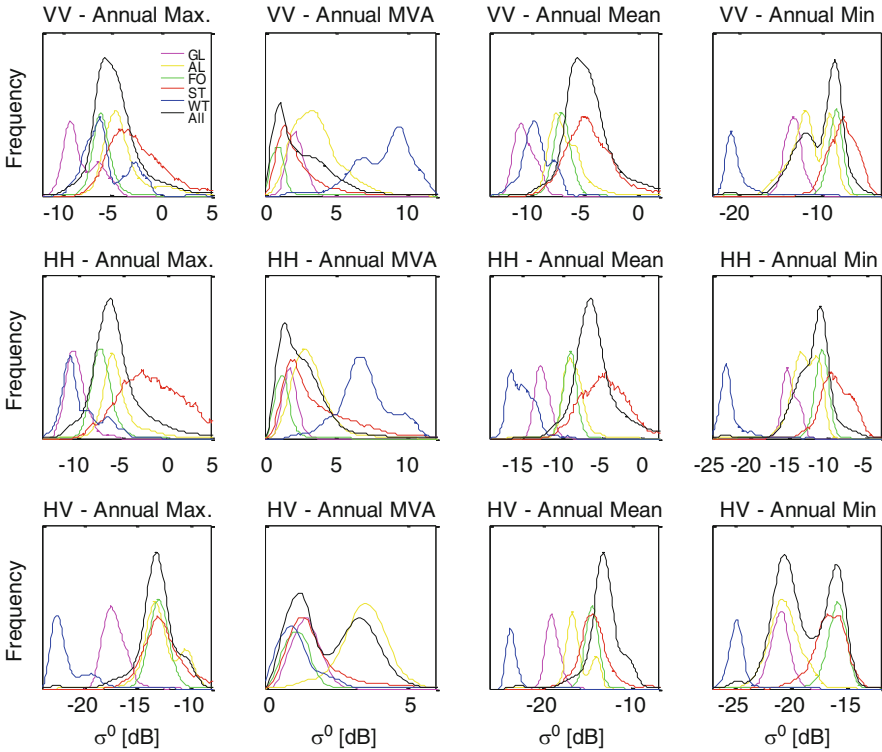 VV - Annual Max. VV - Annual MVA VV - Annual Mean VV - Annual Min
Frequency
GL
AL
FO
ST
WT
All
-10 -5 0 5 0 5 10 -10 -5 0 -20 -10
HH - Annual Max. HH - Annual MVA HH - Annual Mean HH - Annual Min
Frequency
-10 -5 0 5 0 5 10 -15 -10 -5 0 -25 -20 -15 -10 -5
HV - Annual Max. HV - Annual MVA HV - Annual Mean HV - Annual Min
Frequency
-20 -15 -10 0 5 -20 -10 -25 -20 -15
σ⁰ [dB] σ⁰ [dB] σ⁰ [dB] σ⁰ [dB]